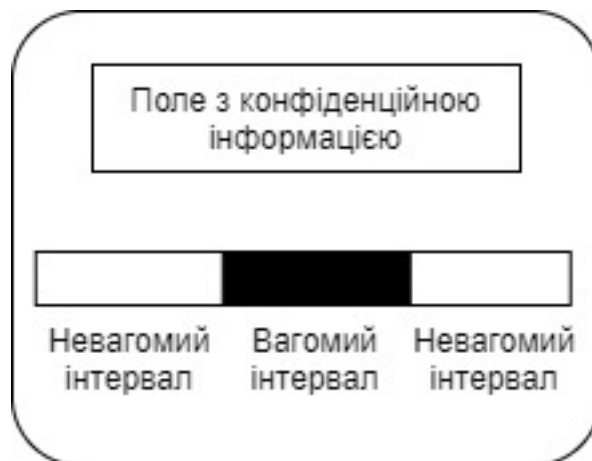 Поле з конфіденційною
інформацією
Невагомий Вагомий Невагомий
інтервал інтервал інтервал